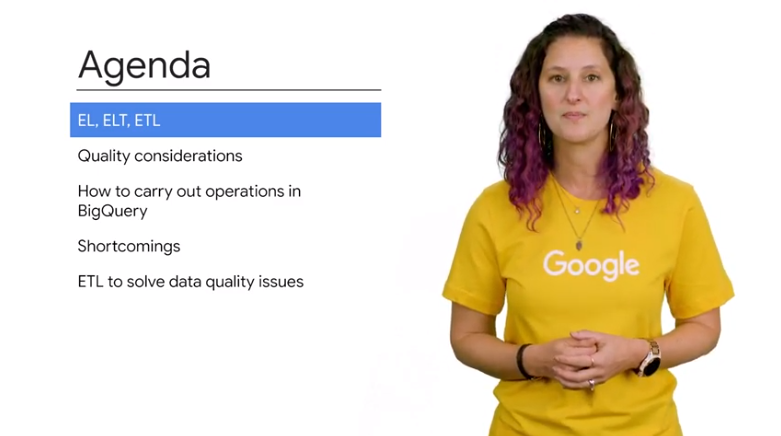 Agenda
EL, ELT, ETL
Quality considerations
How to carry out operations in
BigQuery
Shortcomings
ETL to solve data quality issues
Google